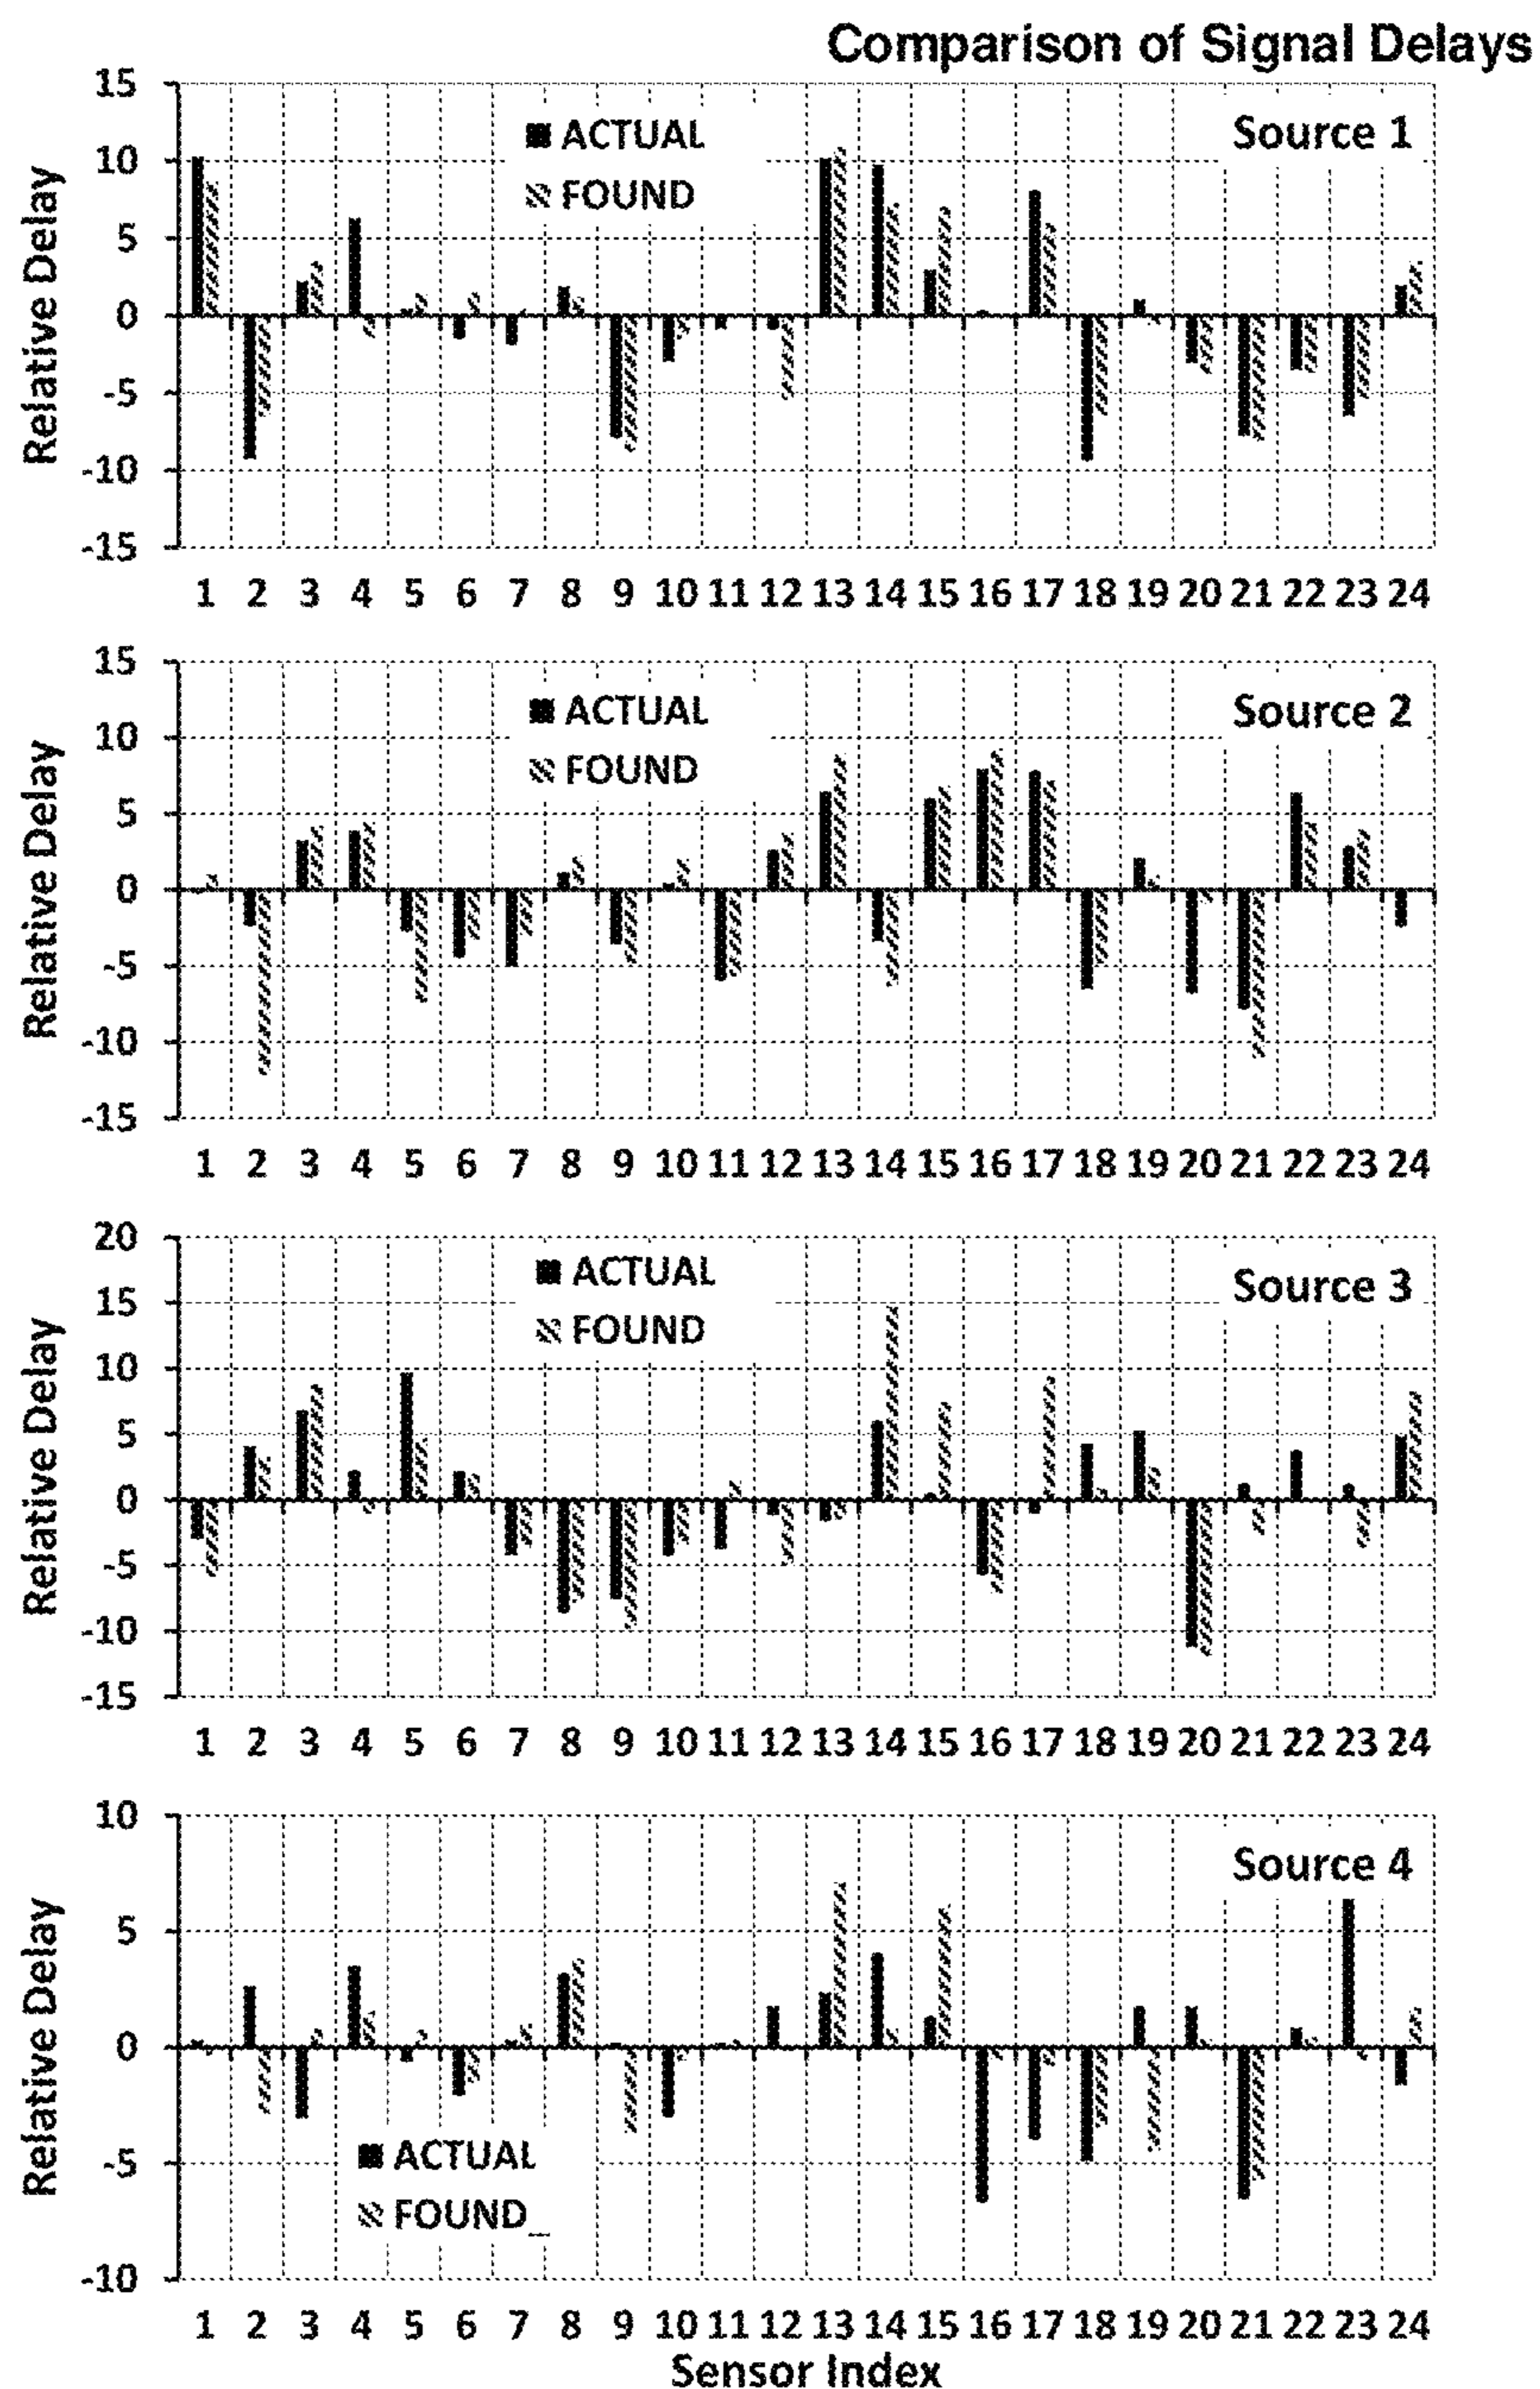 Comparison of Signal Delays
15
10
5
0
-5
-10
-15
Relative Delay
ACTUAL
FOUND
Source 1
1 2 3 4 5 6 7 8 9 10 11 12 13 14 15 16 17 18 19 20 21 22 23 24
15
10
5
0
-5
-10
-15
Relative Delay
ACTUAL
FOUND
Source 2
1 2 3 4 5 6 7 8 9 10 11 12 13 14 15 16 17 18 19 20 21 22 23 24
20
15
10
5
0
-5
-10
-15
Relative Delay
ACTUAL
FOUND
Source 3
1 2 3 4 5 6 7 8 9 10 11 12 13 14 15 16 17 18 19 20 21 22 23 24
10
5
0
-5
-10
Relative Delay
Source 4
ACTUAL
FOUND_
1 2 3 4 5 6 7 8 9 10 11 12 13 14 15 16 17 18 19 20 21 22 23 24
Sensor Index